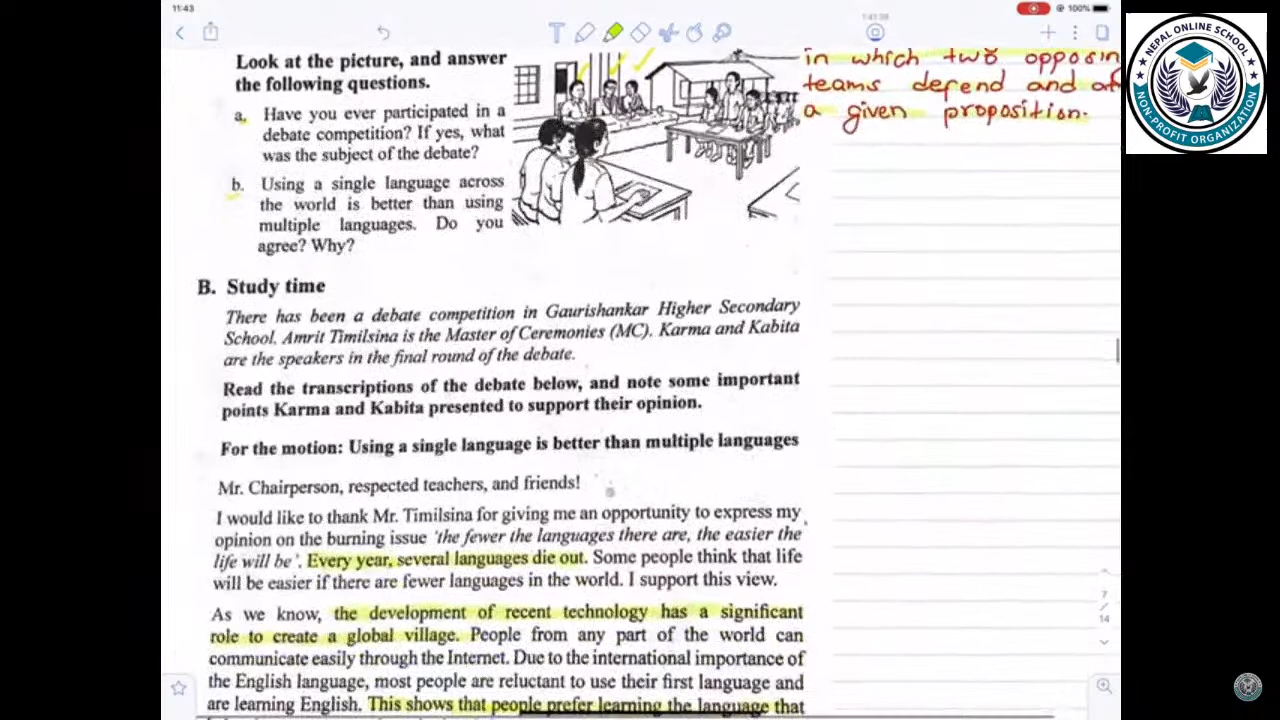 11:43
100%
1:41:38
NEPAL ONLINE SCHOOL
NON-PROFIT ORGANIZATION
Look at the picture, and answer
the following questions.
a. Have you ever participated in a
debate competition? If yes, what
was the subject of the debate?
b. Using a single language across
the world is better than using
multiple languages. Do you
agree? Why?
in which two opposin
teams defend and
a given proposition.
B. Study time
There has been a debate competition in Gaurishankar Higher Secondary
School. Amrit Timilsina is the Master of Ceremonies (MC). Karma and Kabita
are the speakers in the final round of the debate.
Read the transcriptions of the debate below, and note some important
points Karma and Kabita presented to support their opinion.
For the motion: Using a single language is better than multiple languages
Mr. Chairperson, respected teachers, and friends!
I would like to thank Mr. Timilsina for giving me an opportunity to express my
opinion on the burning issue 'the fewer the languages there are, the easier the
life will be'. Every year, several languages die out. Some people think that life
will be easier if there are fewer languages in the world. I support this view.
As we know, the development of recent technology has a significant
role to create a global village. People from any part of the world can
communicate easily through the Internet. Due to the international importance of
the English language, most people are reluctant to use their first language and
are learning English. This shows that people prefer learning the language that
7
/
14